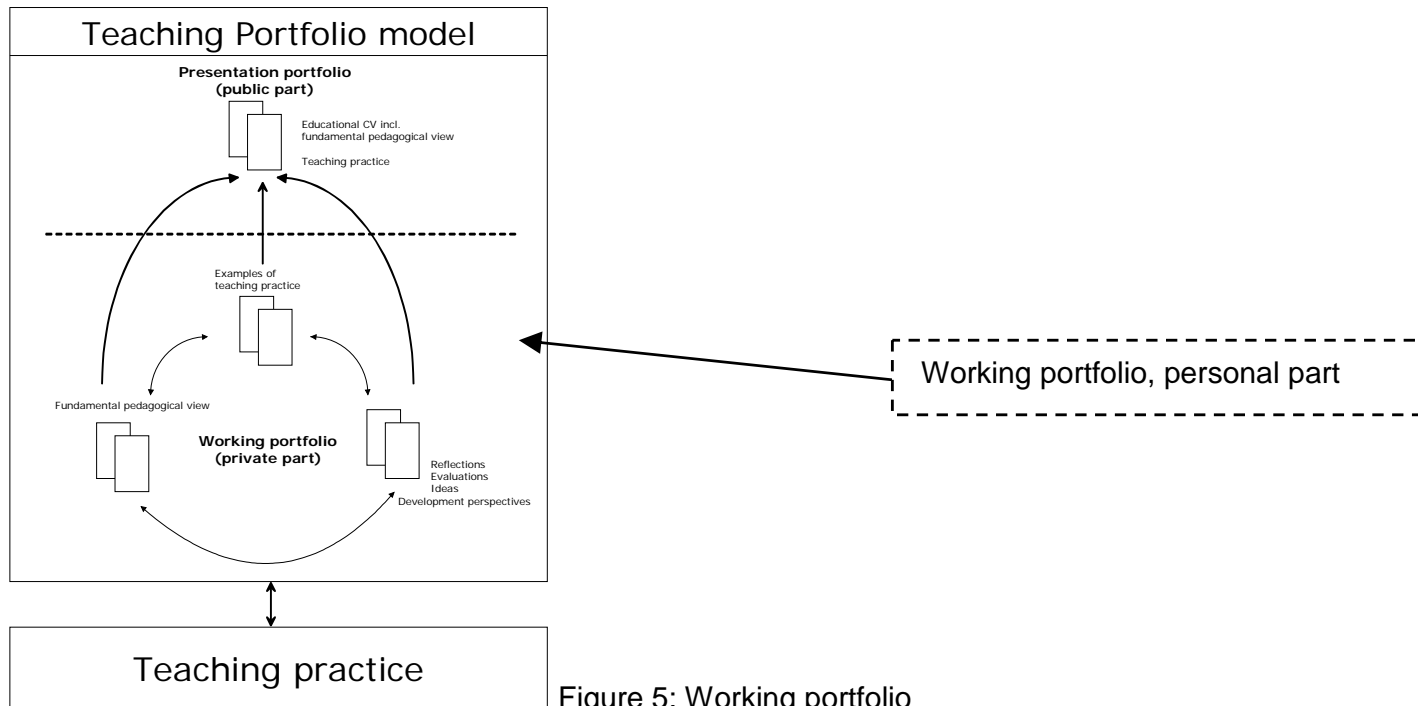 Teaching Portfolio model
Presentation portfolio
(public part)
Educational CV incl.
fundamental pedagogical view
Teaching practice
Examples of
teaching practice
Fundamental pedagogical view
Working portfolio
(private part)
Reflections
Evaluations
Ideas
Development perspectives
Working portfolio, personal part
Teaching practice
Figure 5: Working portfolio